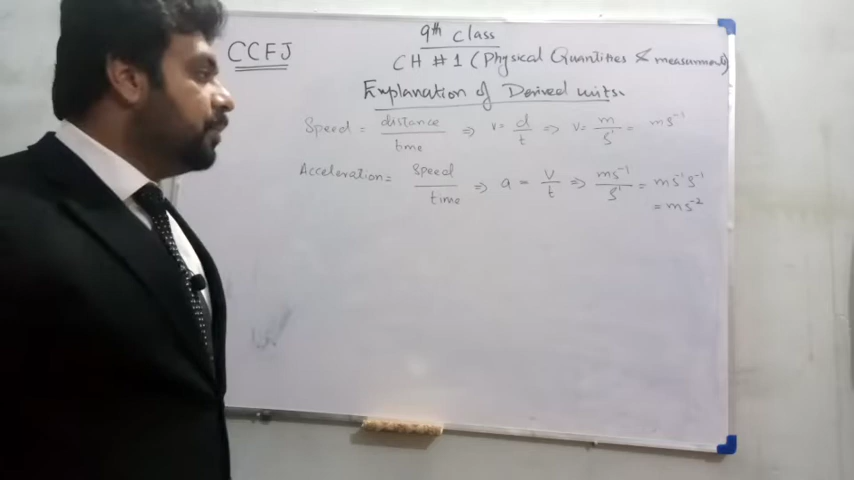 CCFJ
9th class
CH # 1 (Physical Quantities & measurment)
Explanation of Derived units.
Speed = distance / time ⇒ v = d / t ⇒ v = m / s¹ = ms⁻¹
Acceleration = speed / time ⇒ a = v / t ⇒ ms⁻¹ / s¹ = ms⁻¹s⁻¹
= ms⁻²